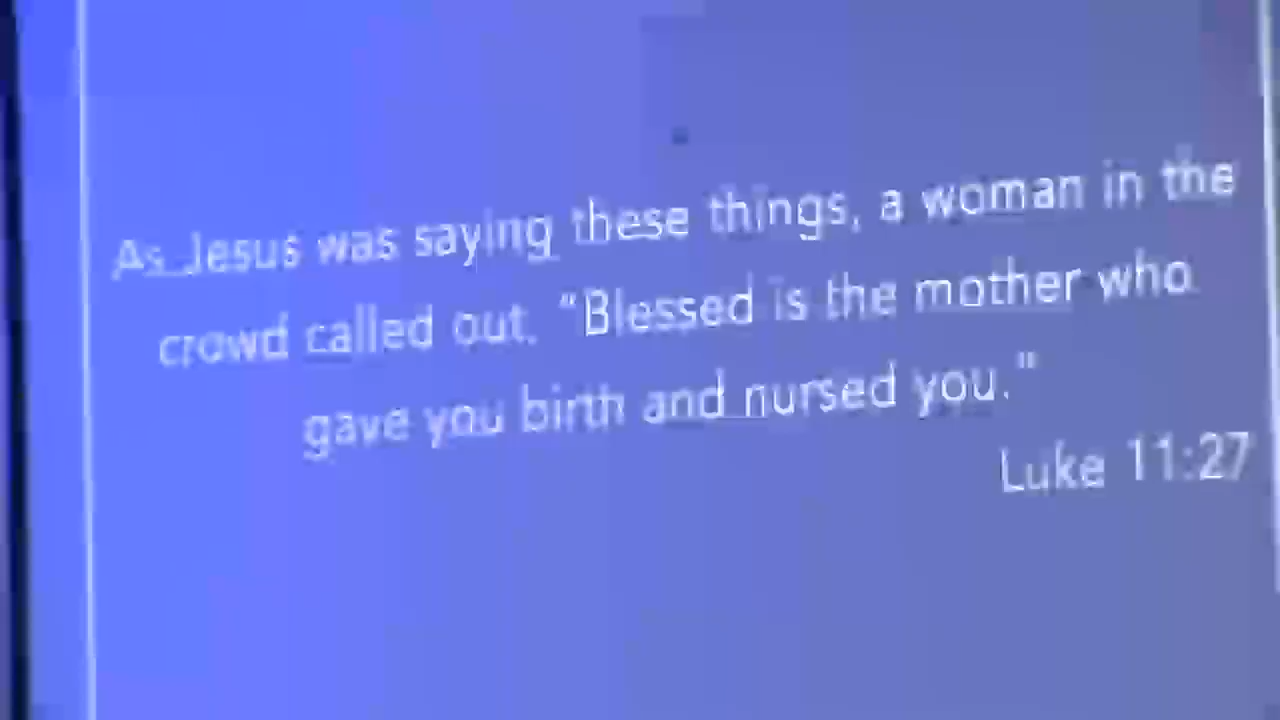 As Jesus was saying these things, a woman in the
crowd called out, “Blessed is the mother who
gave you birth and nursed you.”
Luke 11:27